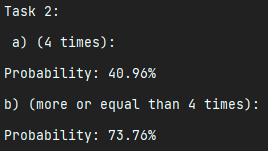 Task 2:
a) (4 times):
Probability: 40.96%
b) (more or equal than 4 times):
Probability: 73.76%